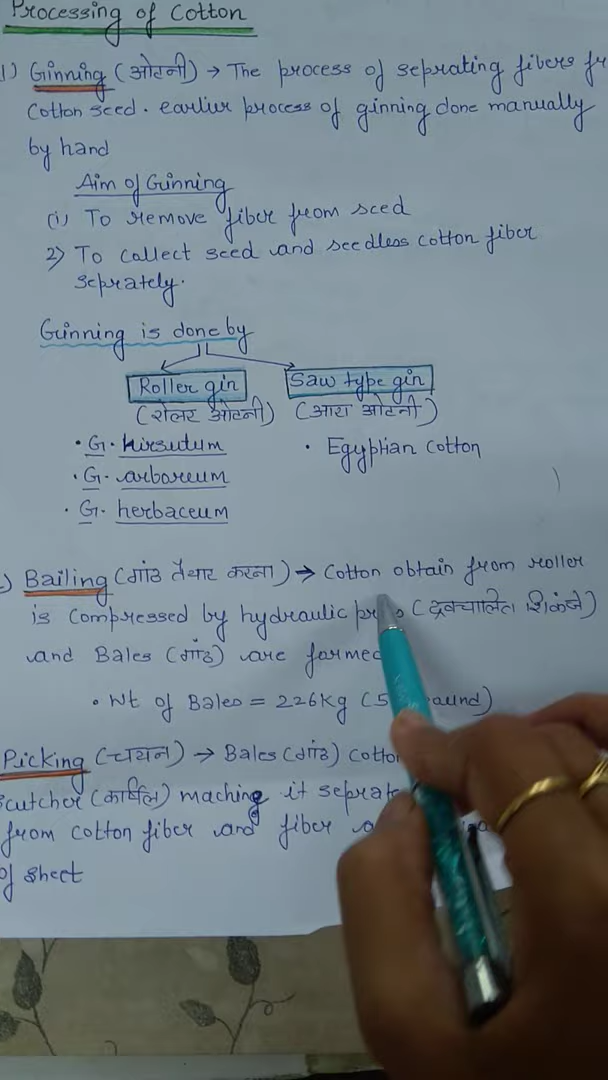 Processing of Cotton
1) Ginning (ओटनी) → The process of seprating fibers
Cotton seed. earlier process of ginning done manually
by hand
Aim of Ginning
(i) To remove fiber from seed
2) To collect seed and seedless cotton fiber
seprately.
Ginning is done by
Roller gin Saw type gin
(रोलर ओटनी) (आरा ओटनी)
• G. hirsutum • Egyptian Cotton
• G. arboreum
• G. herbaceum
Bailing (गांठ तैयार करना) → Cotton obtain from roller
is compressed by hydraulic (द्रवचालित शिकंजे)
and Bales (गांठ) are formed
• Wt of Bales = 226kg
Picking (चयन) → Bales (गांठ)
machine it
from cotton fiber and fiber
of sheet